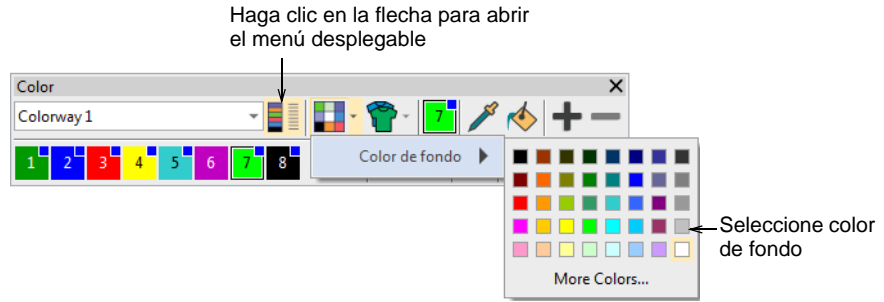 Haga clic en la flecha para abrir
el menú desplegable
Color
Colorway 1
7
1 2 3 4 5 6 7 8
Color de fondo
Seleccione color
de fondo
More Colors...